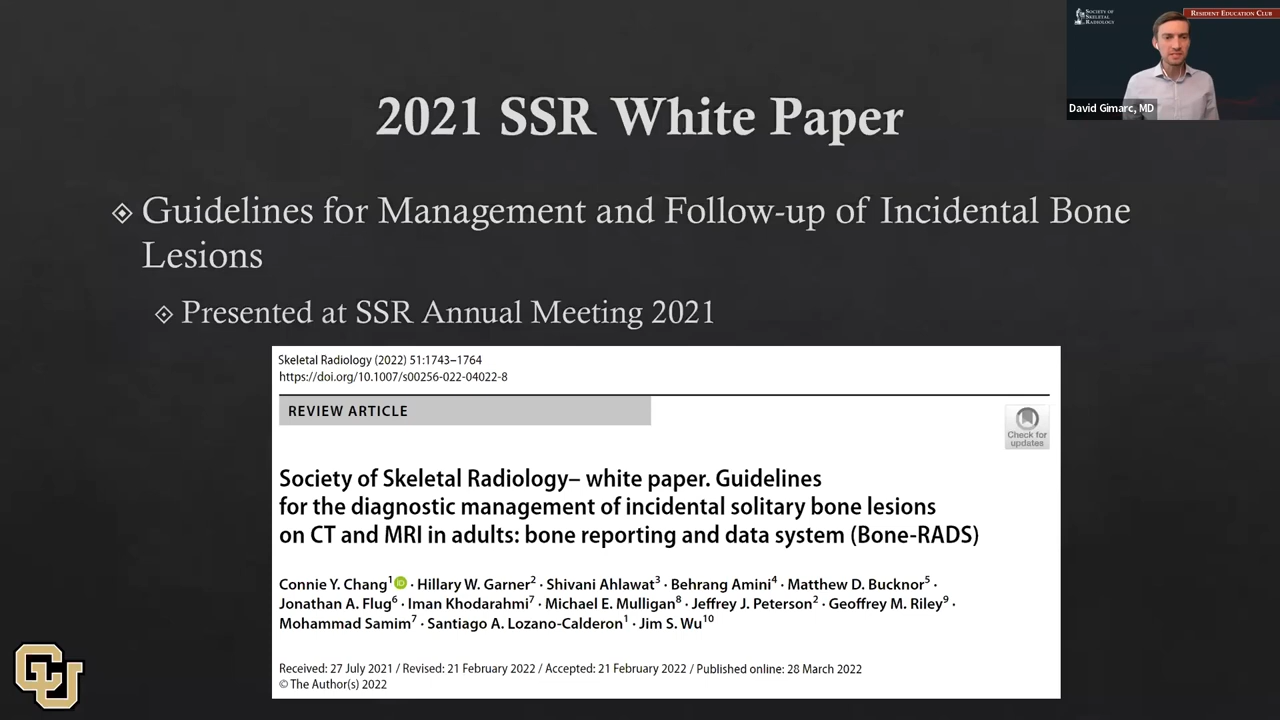 SOCIETY OF
SKELETAL
RADIOLOGY
RESIDENT EDUCATION CLUB
David Gimarc, MD
2021 SSR White Paper
Guidelines for Management and Follow-up of Incidental Bone
Lesions
Presented at SSR Annual Meeting 2021
Skeletal Radiology (2022) 51:1743–1764
https://doi.org/10.1007/s00256-022-04022-8
REVIEW ARTICLE
Check for
updates
Society of Skeletal Radiology– white paper. Guidelines
for the diagnostic management of incidental solitary bone lesions
on CT and MRI in adults: bone reporting and data system (Bone-RADS)
Connie Y. Chang1 iD · Hillary W. Garner2 · Shivani Ahlawat3 · Behrang Amini4 · Matthew D. Bucknor5 ·
Jonathan A. Flug6 · Iman Khodarahmi7 · Michael E. Mulligan8 · Jeffrey J. Peterson2 · Geoffrey M. Riley9 ·
Mohammad Samim7 · Santiago A. Lozano-Calderon1 · Jim S. Wu10
Received: 27 July 2021 / Revised: 21 February 2022 / Accepted: 21 February 2022 / Published online: 28 March 2022
© The Author(s) 2022
CU